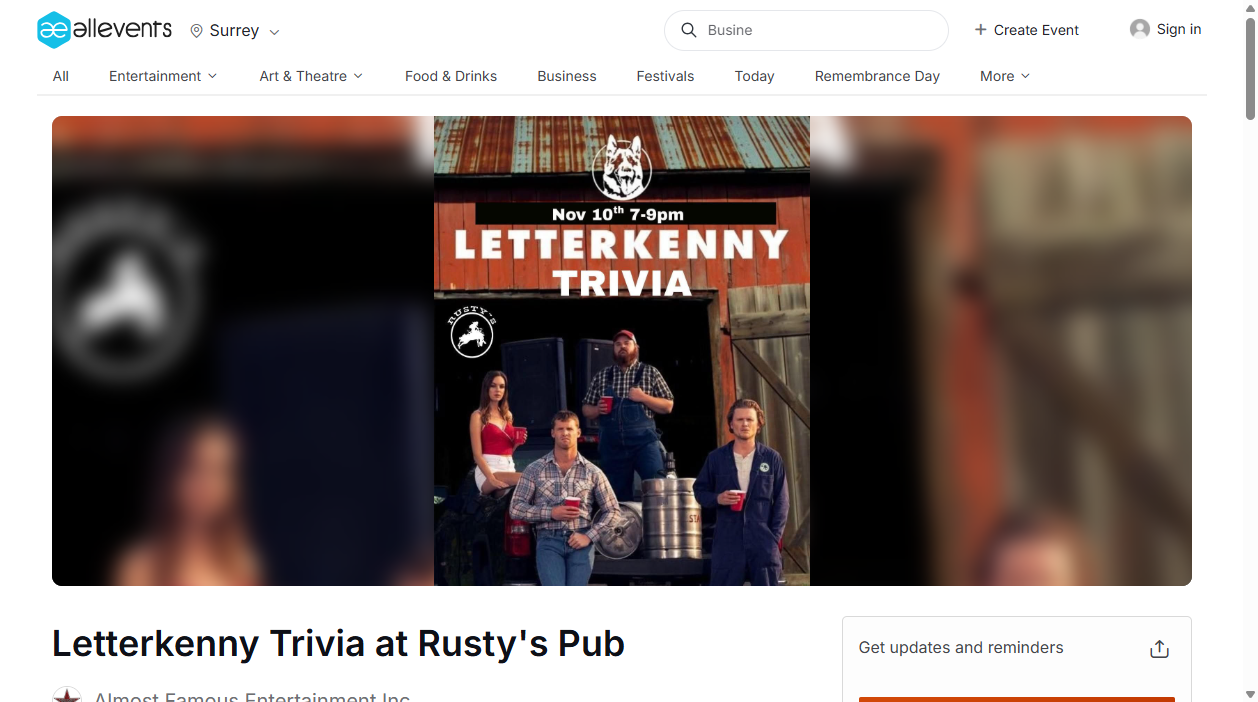 allevents
Surrey
Busine
Create Event
Sign in
All
Entertainment
Art & Theatre
Food & Drinks
Business
Festivals
Today
Remembrance Day
More
Nov 10th 7-9pm
LETTERKENNY
TRIVIA
RUSTY'S
STA
Letterkenny Trivia at Rusty's Pub
Get updates and reminders
Almost Famous Entertainment Inc